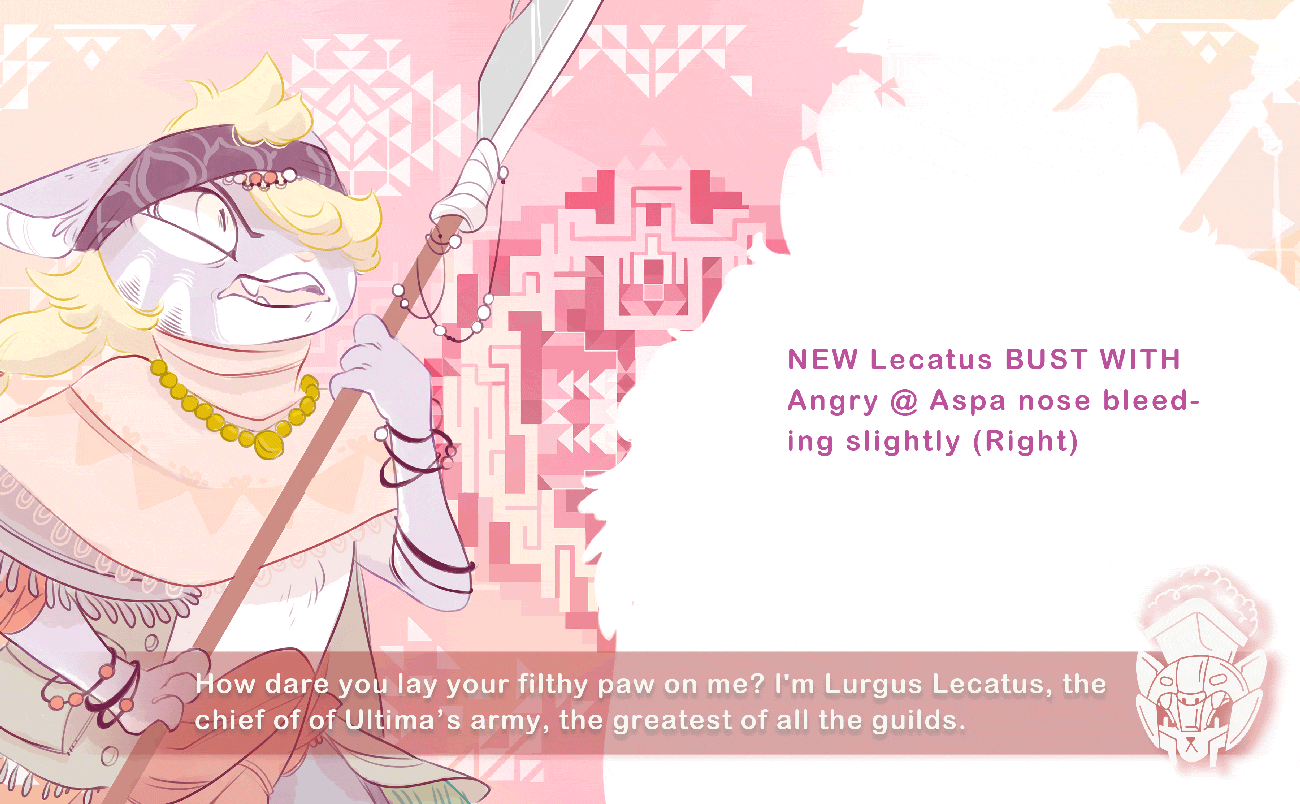 NEW Lecatus BUST WITH
Angry @ Aspa nose bleed-
ing slightly (Right)
How dare you lay your filthy paw on me? I'm Lurgus Lecatus, the
chief of of Ultima’s army, the greatest of all the guilds.